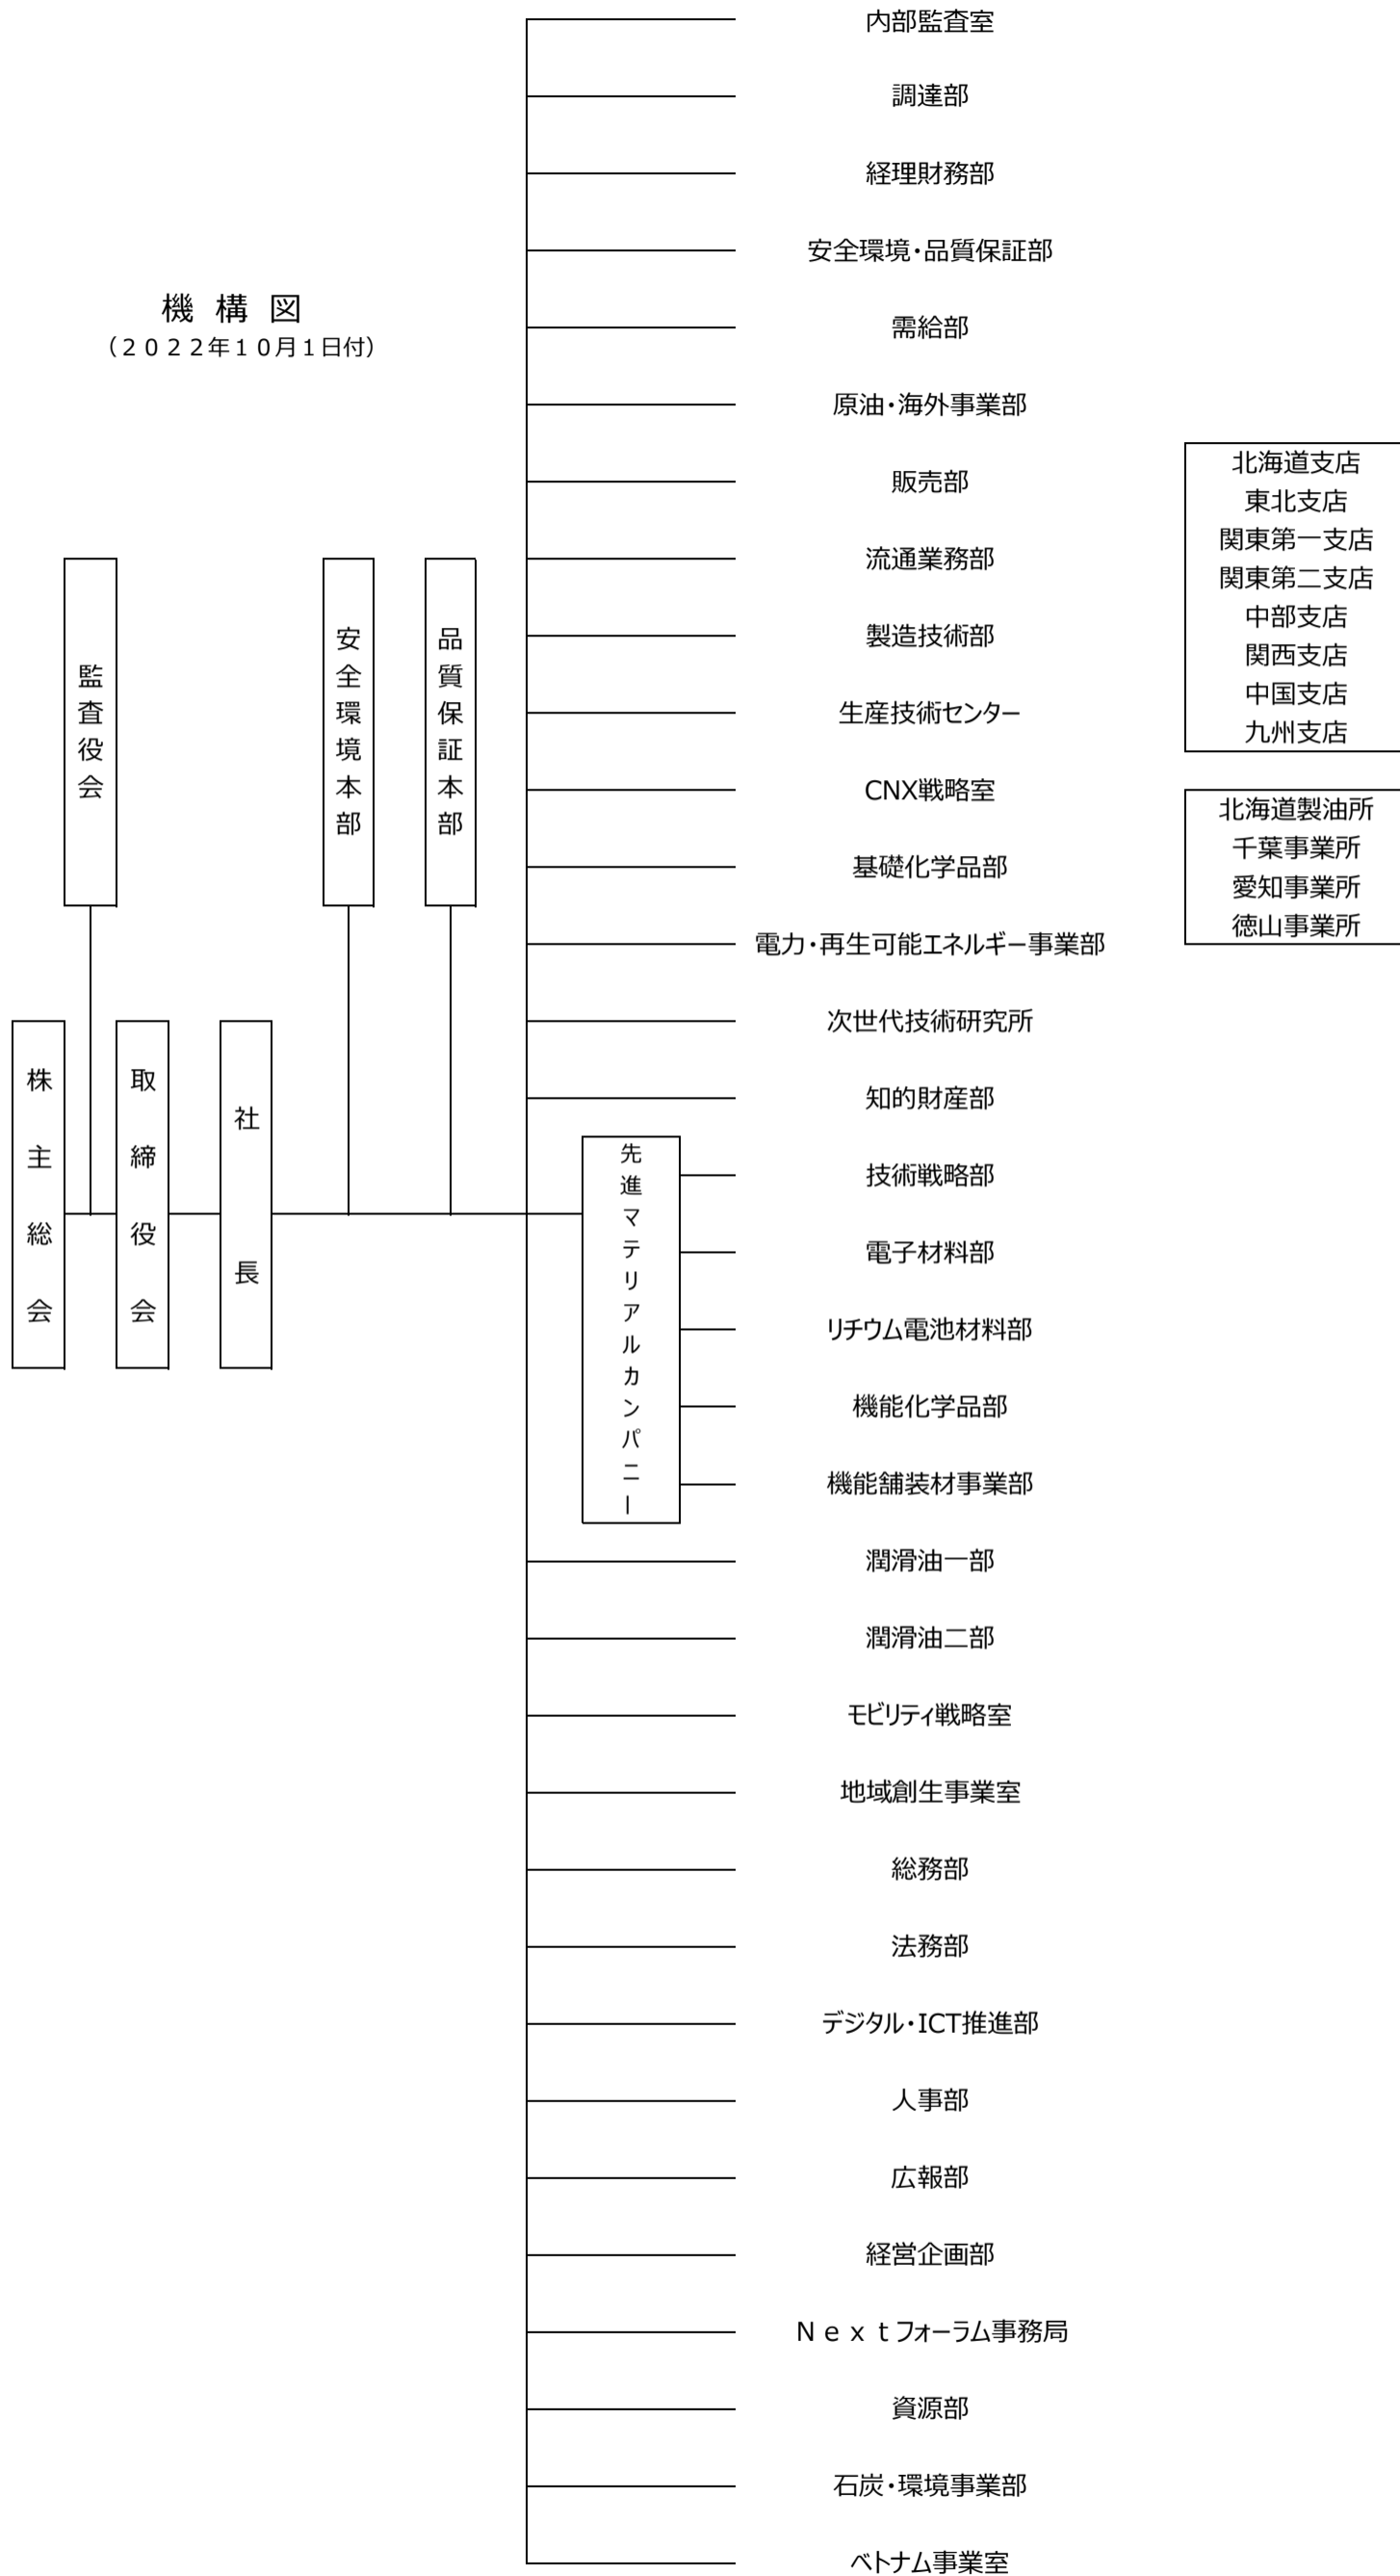 機 構 図
（２０２２年１０月１日付）
監査役会
安全環境本部
品質保証本部
株主総会
取締役会
社長
内部監査室
調達部
経理財務部
安全環境・品質保証部
需給部
原油・海外事業部
販売部
流通業務部
製造技術部
生産技術センター
CNX戦略室
基礎化学品部
電力・再生可能エネルギー事業部
次世代技術研究所
知的財産部
先進マテリアルカンパニー
技術戦略部
電子材料部
リチウム電池材料部
機能化学品部
機能舗装材事業部
潤滑油一部
潤滑油二部
モビリティ戦略室
地域創生事業室
総務部
法務部
デジタル・ICT推進部
人事部
広報部
経営企画部
Ｎｅｘｔフォーラム事務局
資源部
石炭・環境事業部
ベトナム事業室
北海道支店
東北支店
関東第一支店
関東第二支店
中部支店
関西支店
中国支店
九州支店
北海道製油所
千葉事業所
愛知事業所
徳山事業所